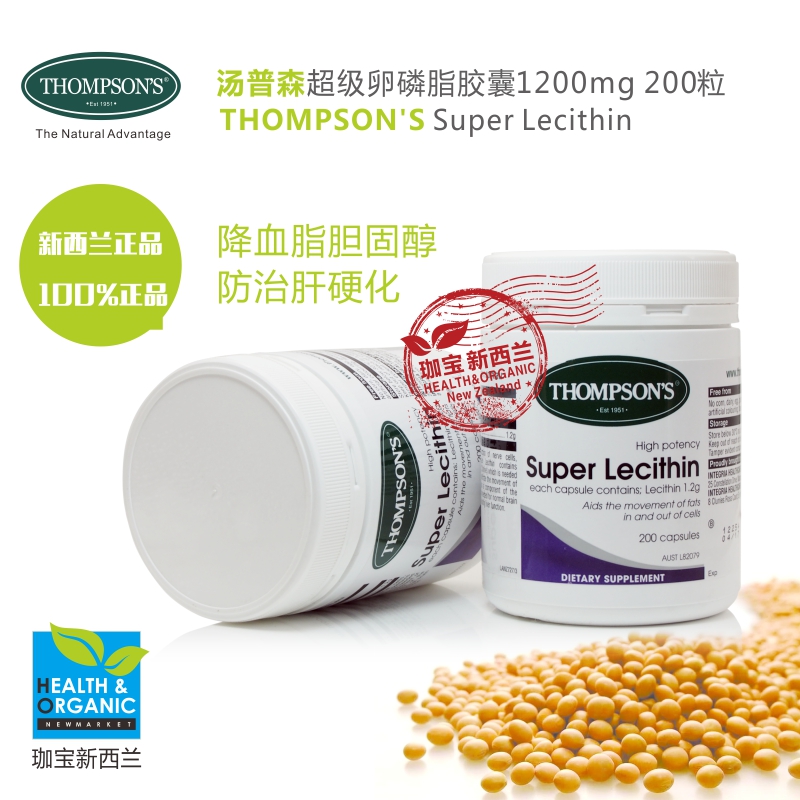 THOMPSON'S®
•Est 1951•
The Natural Advantage
汤普森超级卵磷脂胶囊1200mg 200粒
THOMPSON'S Super Lecithin
新西兰正品
100%正品
降血脂胆固醇
防治肝硬化
珈宝新西兰
HEALTH&ORGANIC
New Zealand
THOMPSON'S
•Est 1951•
High potency
Super Lecithin
each capsule contains; Lecithin 1.2g
Aids the movement of fats
in and out of cells
200 capsules
AUST L82079
DIETARY SUPPLEMENT
Free from
Storage
Exp
THOMPSON'S
Super Lecithin
HEALTH &
ORGANIC
NEWMARKET
珈宝新西兰